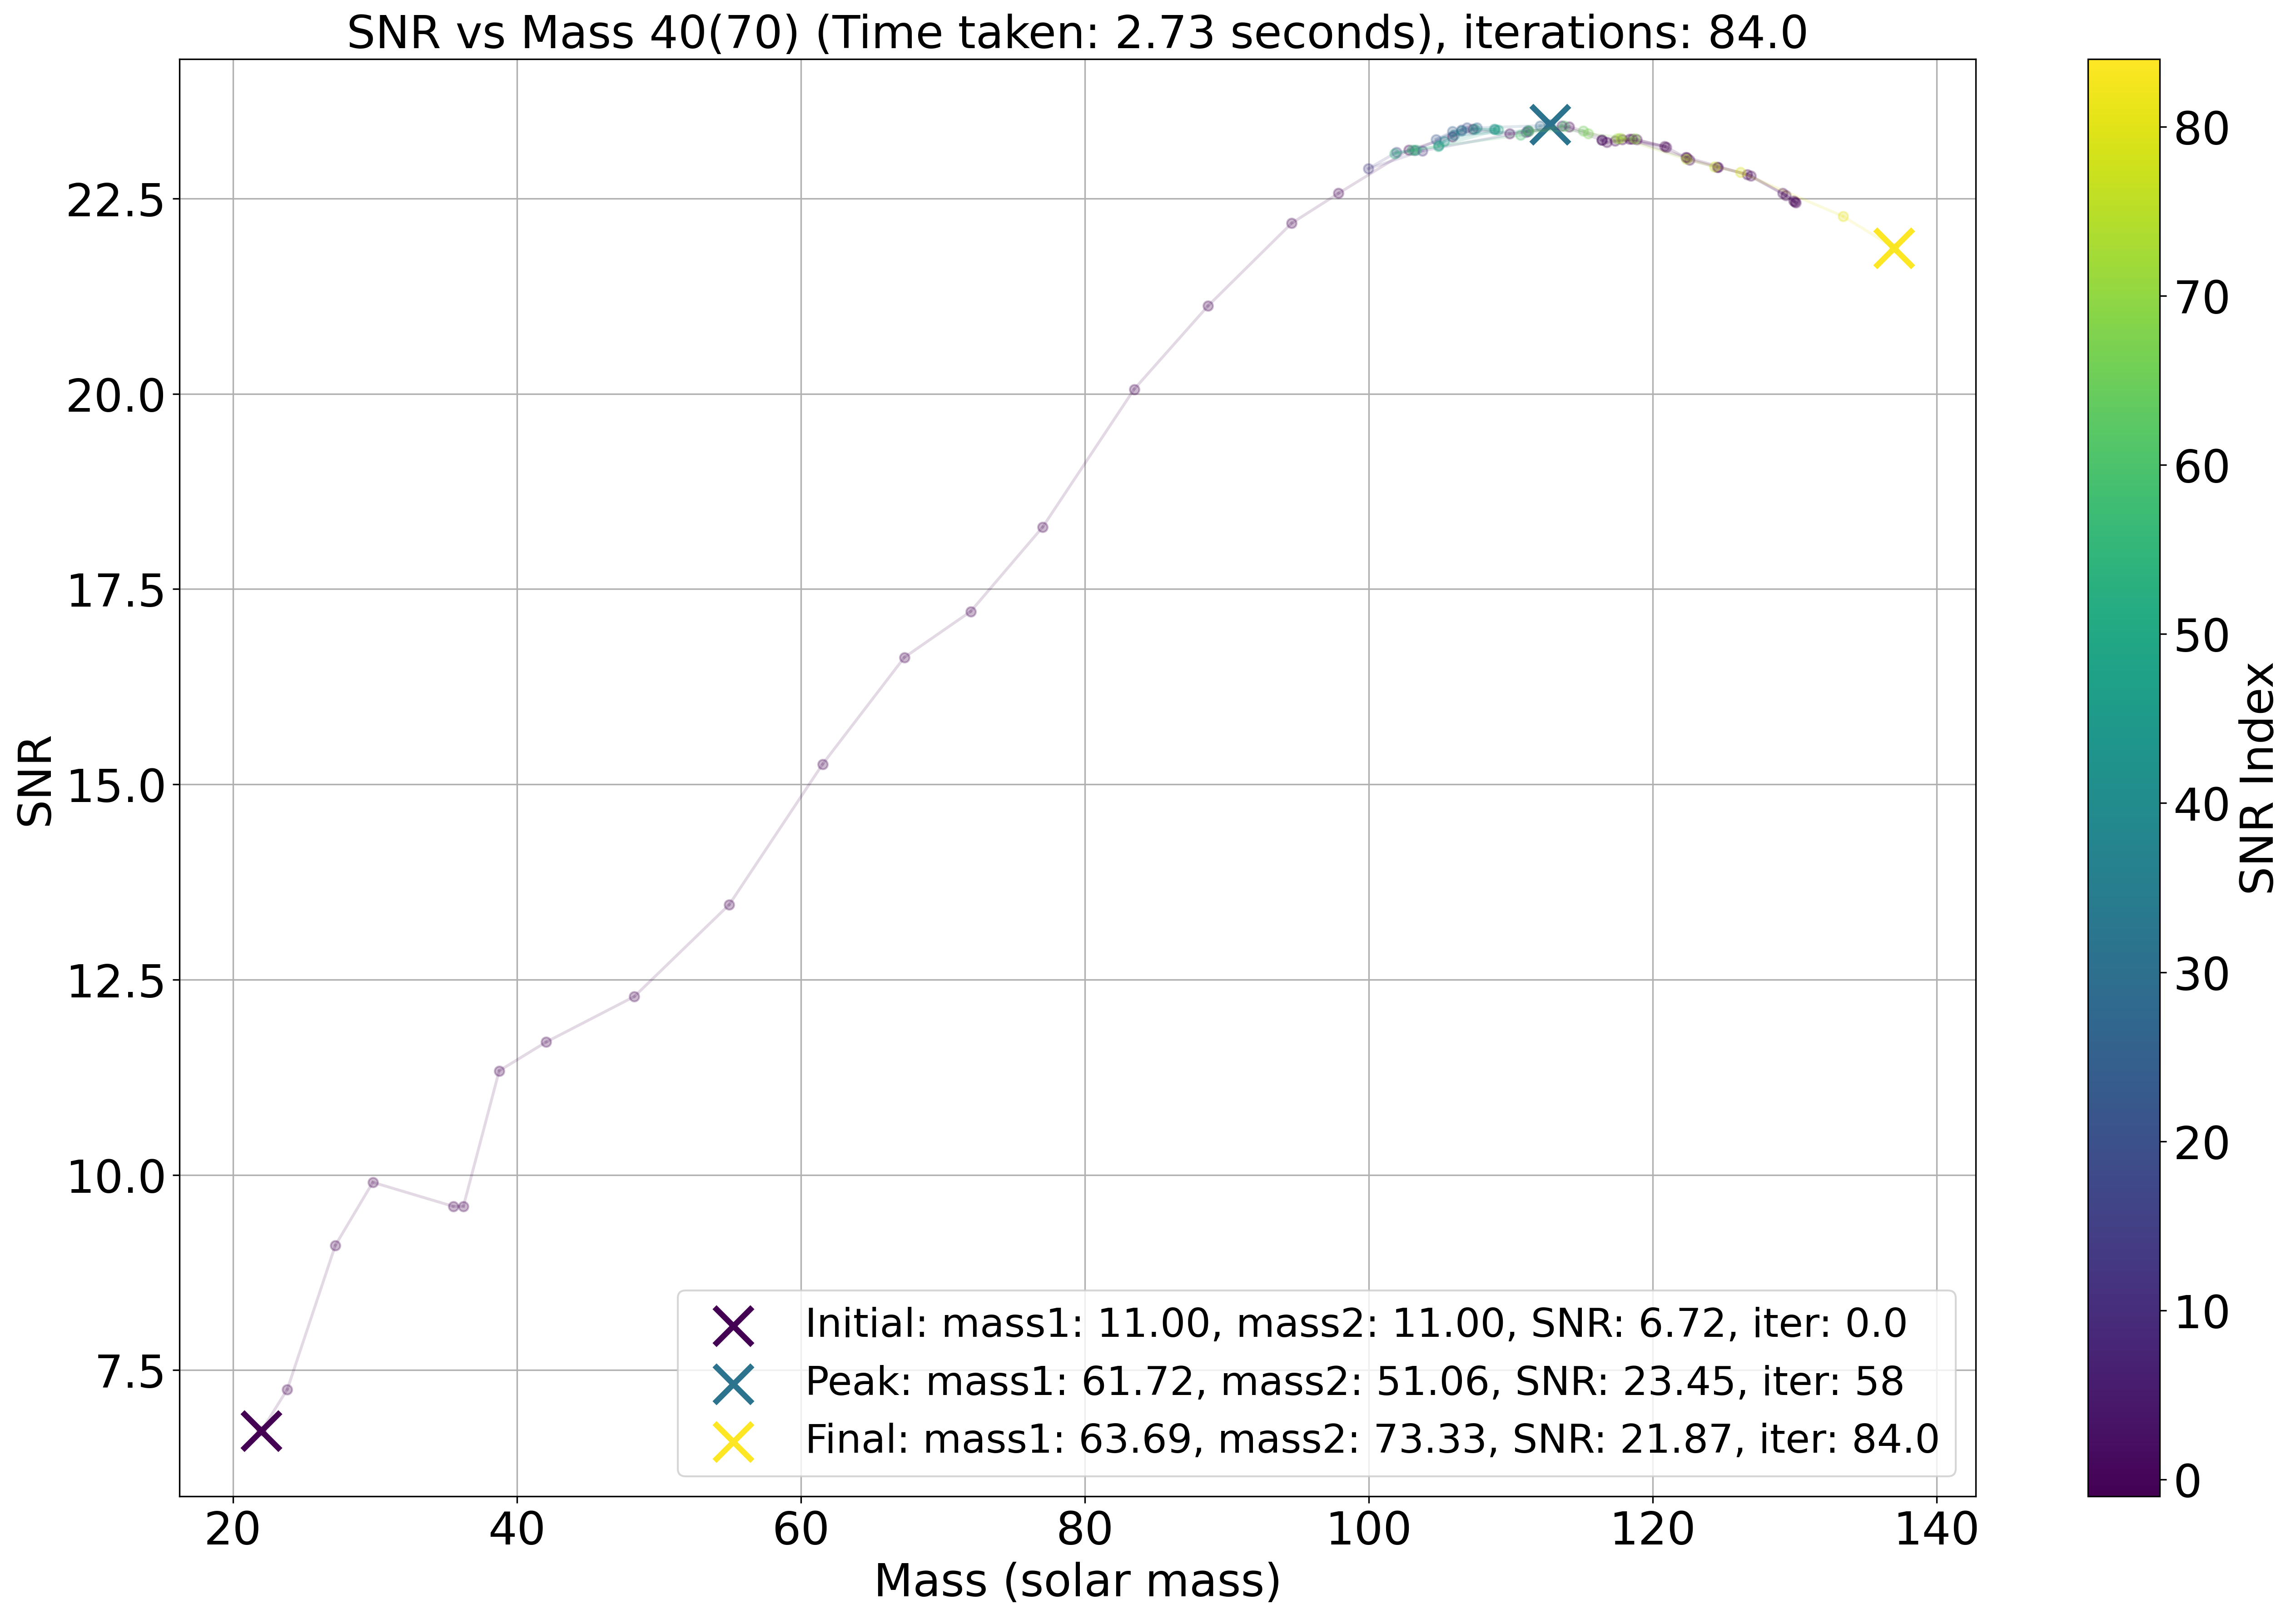 SNR vs Mass 40(70) (Time taken: 2.73 seconds), iterations: 84.0
SNR
22.5
20.0
17.5
15.0
12.5
10.0
7.5
Initial: mass1: 11.00, mass2: 11.00, SNR: 6.72, iter: 0.0
Peak: mass1: 61.72, mass2: 51.06, SNR: 23.45, iter: 58
Final: mass1: 63.69, mass2: 73.33, SNR: 21.87, iter: 84.0
20 40 60 80 100 120 140
Mass (solar mass)
80
70
60
50
40
30
20
10
0
SNR Index